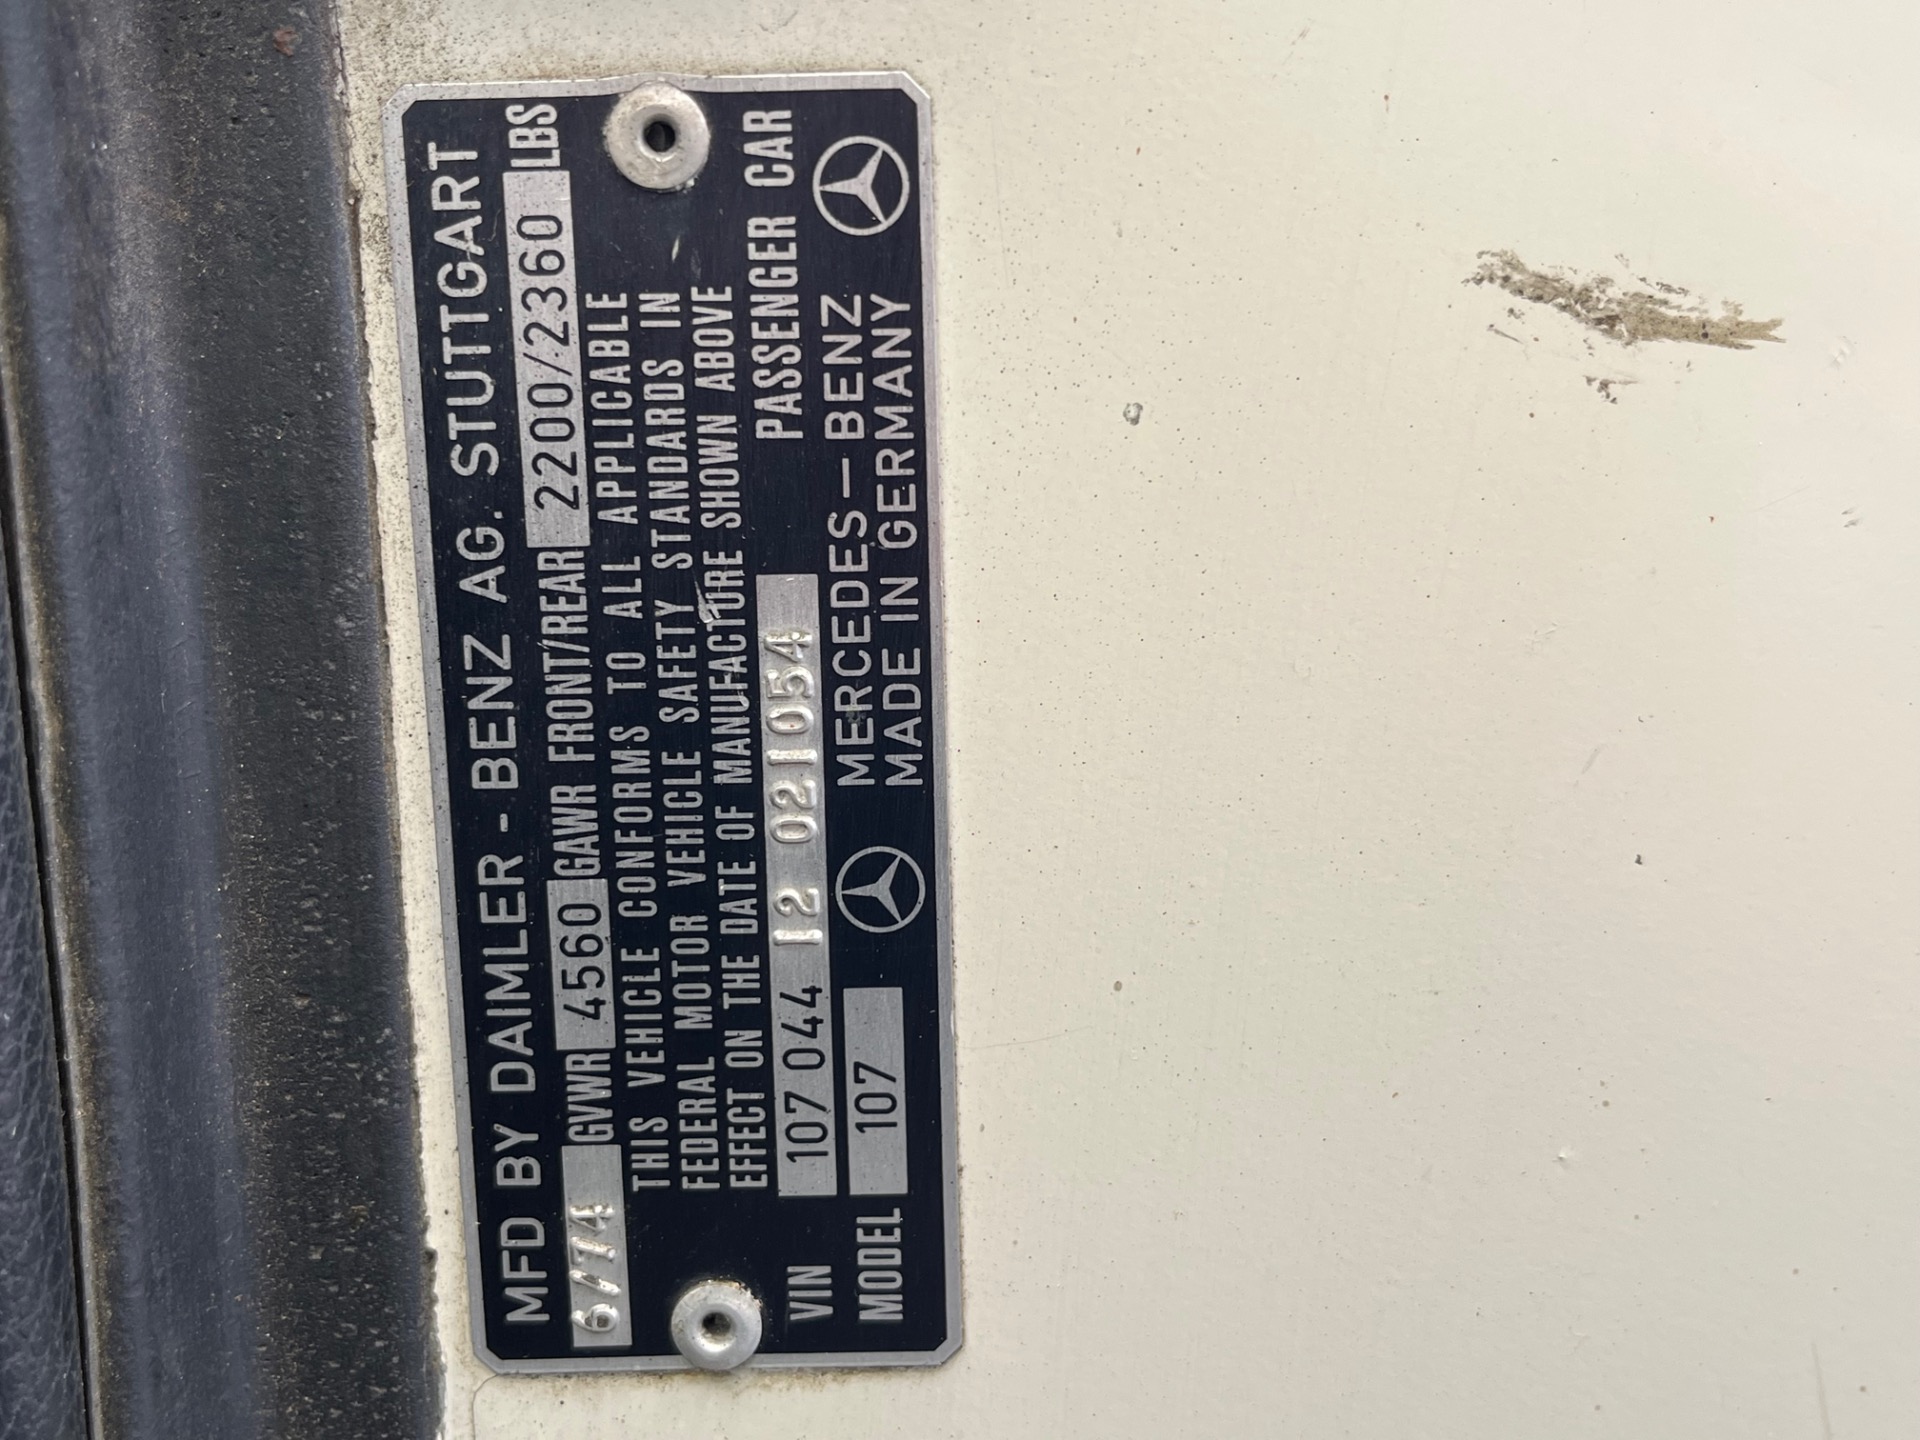 MFD BY DAIMLER-BENZ AG. STUTTGART
6/74 GVWR 4560 GAWR FRONT/REAR 2200/2360 LBS
THIS VEHICLE CONFORMS TO ALL APPLICABLE
FEDERAL MOTOR VEHICLE SAFETY STANDARDS IN
EFFECT ON THE DATE OF MANUFACTURE SHOWN ABOVE
VIN 107 044 12 021054 PASSENGER CAR
MODEL 107 MERCEDES-BENZ
MADE IN GERMANY